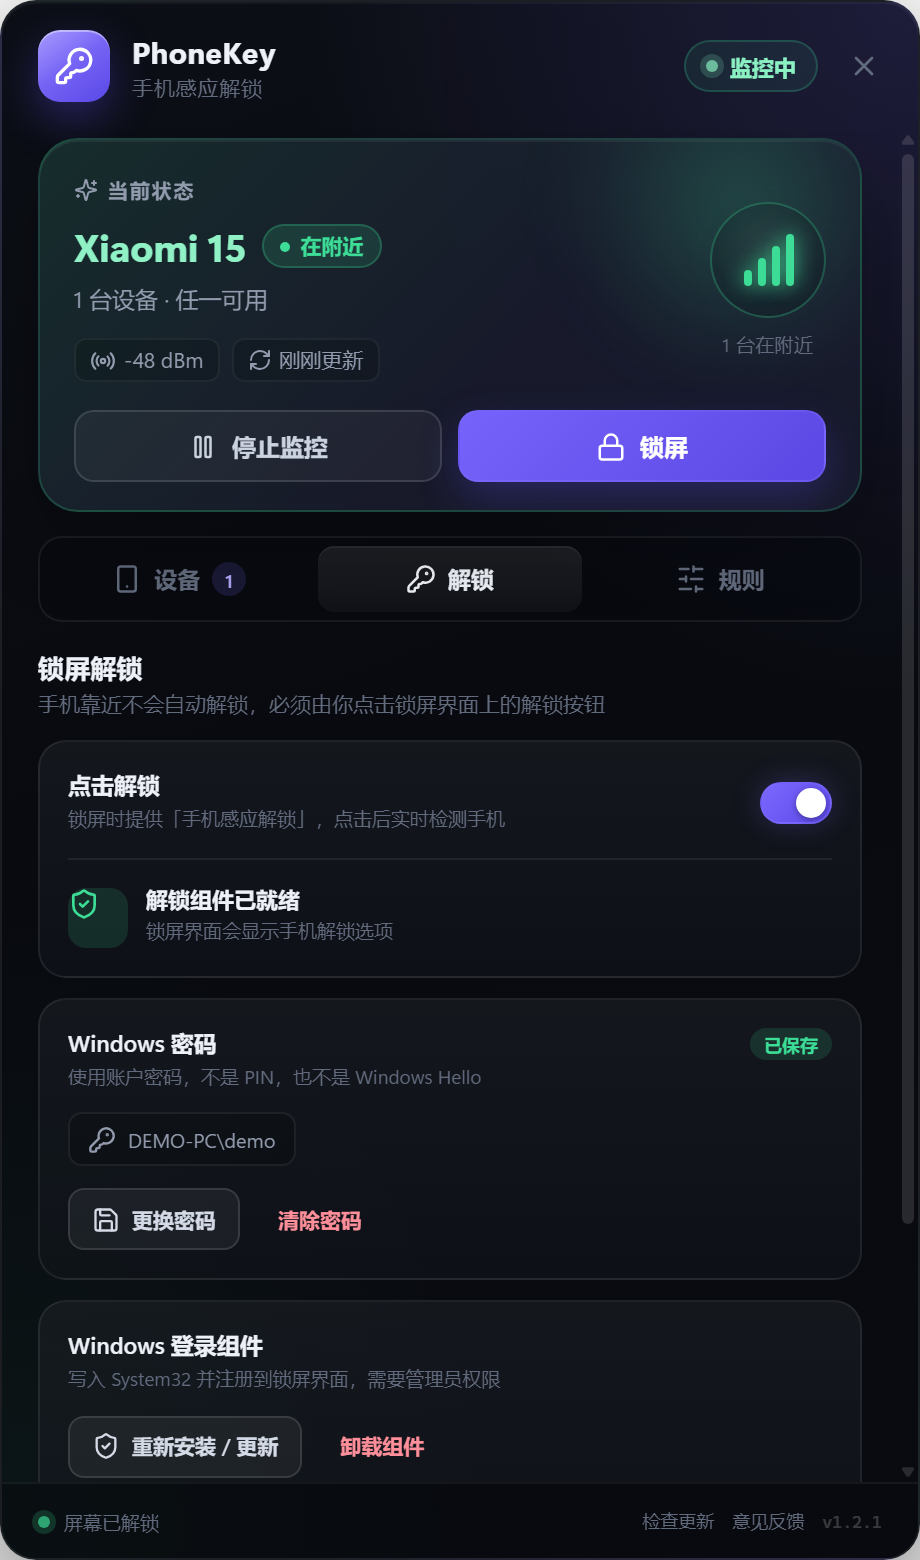 PhoneKey
手机感应解锁
监控中
当前状态
Xiaomi 15
在附近
1 台设备 · 任一可用
-48 dBm
刚刚更新
1 台在附近
停止监控
锁屏
设备 1
解锁
规则
锁屏解锁
手机靠近不会自动解锁，必须由你点击锁屏界面上的解锁按钮
点击解锁
锁屏时提供「手机感应解锁」，点击后实时检测手机
解锁组件已就绪
锁屏界面会显示手机解锁选项
Windows 密码
已保存
使用账户密码，不是 PIN，也不是 Windows Hello
DEMO-PC\demo
更换密码
清除密码
Windows 登录组件
写入 System32 并注册到锁屏界面，需要管理员权限
重新安装 / 更新
卸载组件
屏幕已解锁
检查更新
意见反馈
v1.2.1